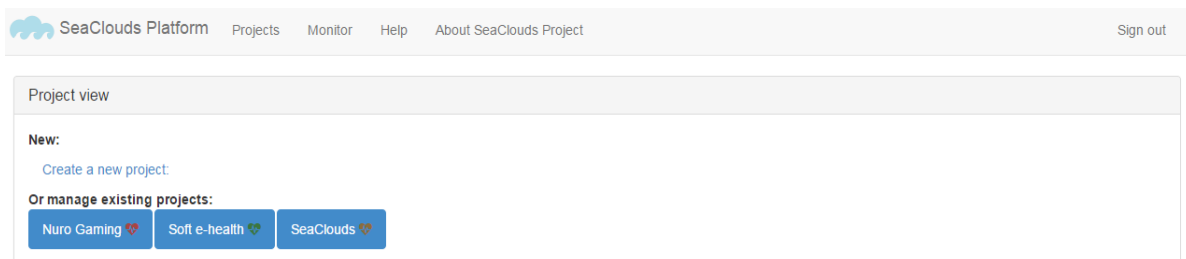 SeaClouds Platform Projects Monitor Help About SeaClouds Project Sign out
Project view
New:
Create a new project:
Or manage existing projects:
Nuro Gaming Soft e-health SeaClouds